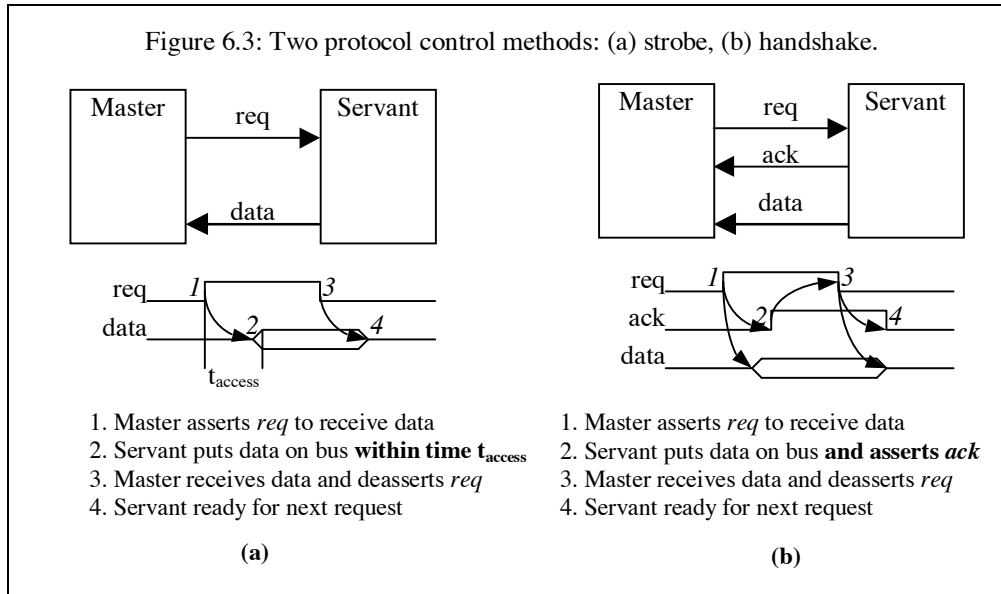 Figure 6.3: Two protocol control methods: (a) strobe, (b) handshake.
Master
req
Servant
data
req
1
3
data
2
4
t_access
1. Master asserts req to receive data
2. Servant puts data on bus within time t_access
3. Master receives data and deasserts req
4. Servant ready for next request
(a)
Master
req
Servant
ack
data
req
1
3
ack
2
4
data
1. Master asserts req to receive data
2. Servant puts data on bus and asserts ack
3. Master receives data and deasserts req
4. Servant ready for next request
(b)